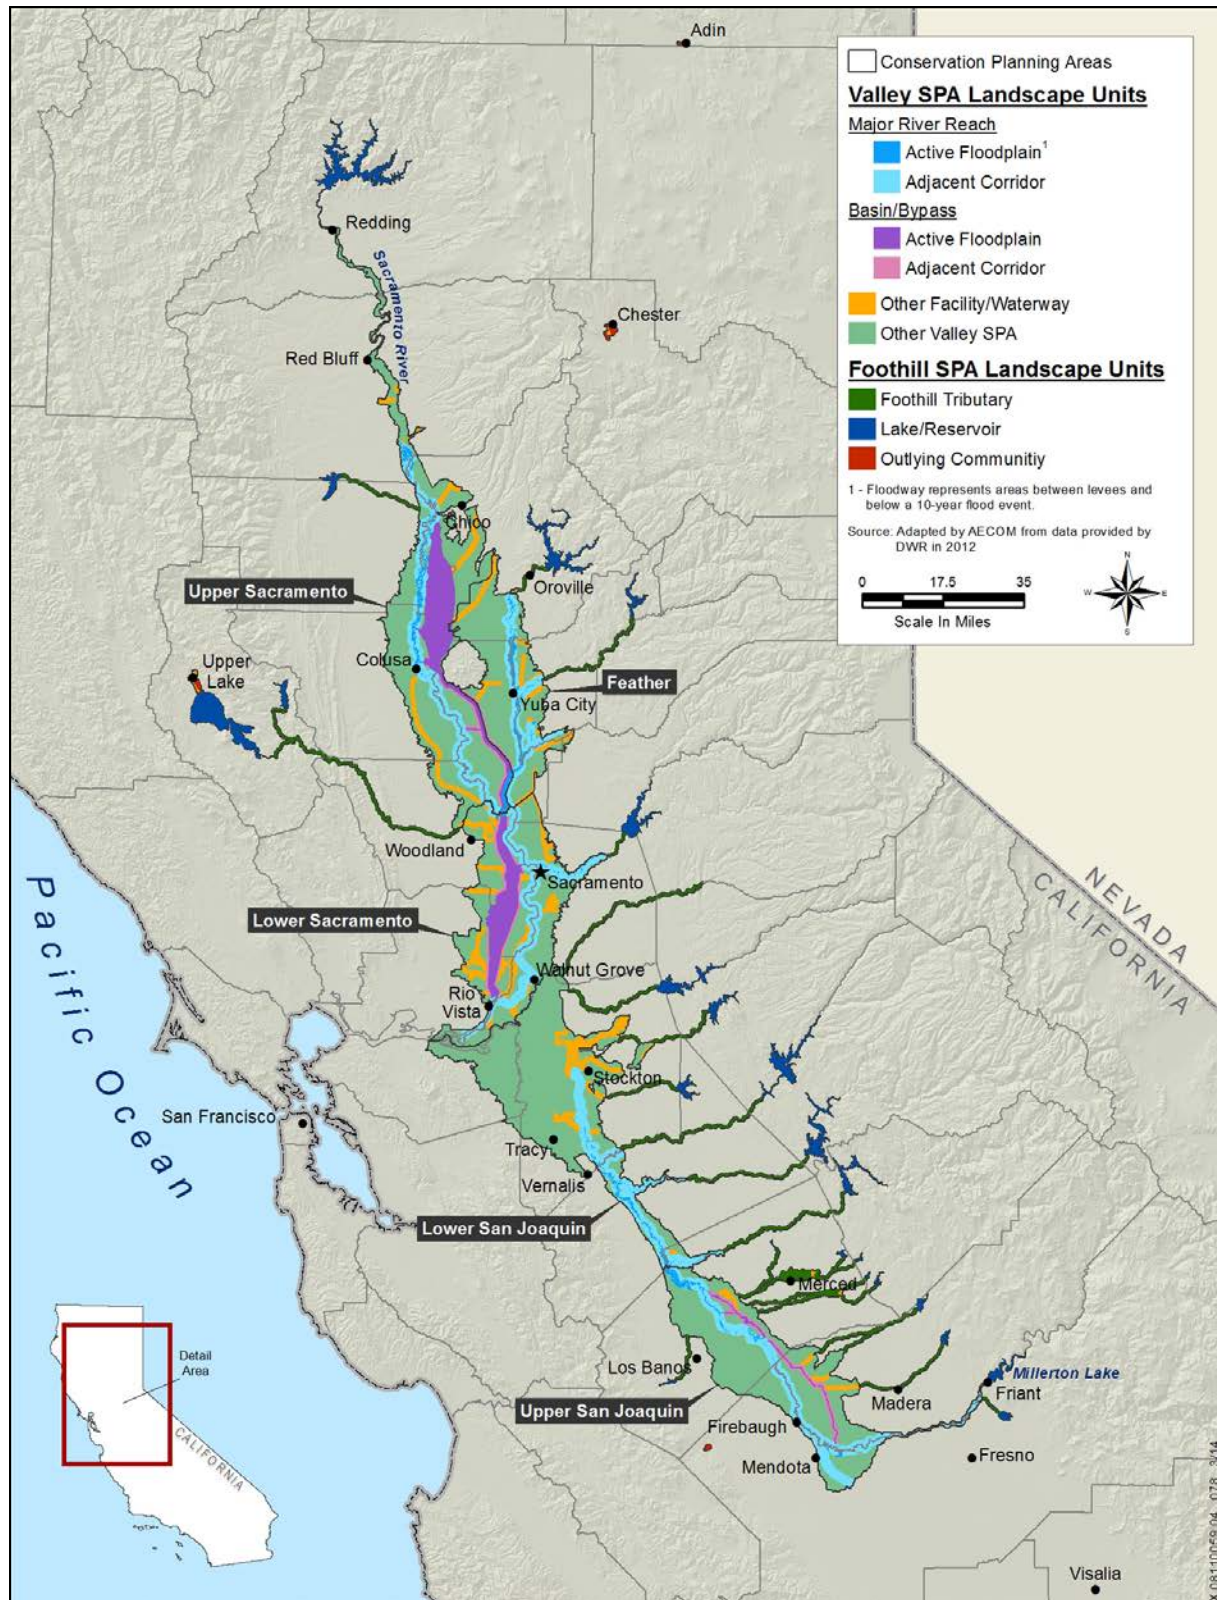 Adin
Conservation Planning Areas
Valley SPA Landscape Units
Major River Reach
Active Floodplain1
Adjacent Corridor
Basin/Bypass
Active Floodplain
Adjacent Corridor
Other Facility/Waterway
Other Valley SPA
Foothill SPA Landscape Units
Foothill Tributary
Lake/Reservoir
Outlying Communitiy
1 - Floodway represents areas between levees and
below a 10-year flood event.
Source: Adapted by AECOM from data provided by
DWR in 2012
N
W
E
S
0 17.5 35
Scale In Miles
Redding
Sacramento River
Chester
Red Bluff
Chico
Oroville
Upper Sacramento
Colusa
Upper
Lake
Feather
Yuba City
Woodland
Sacramento
NEVADA
CALIFORNIA
Pacific Ocean
Lower Sacramento
Walnut Grove
Rio
Vista
Stockton
San Francisco
Tracy
Vernalis
Lower San Joaquin
Merced
Detail
Area
CALIFORNIA
Los Banos
Millerton Lake
Friant
Madera
Upper San Joaquin
Firebaugh
Mendota
Fresno
Visalia
X 08110059.04 078 3/14